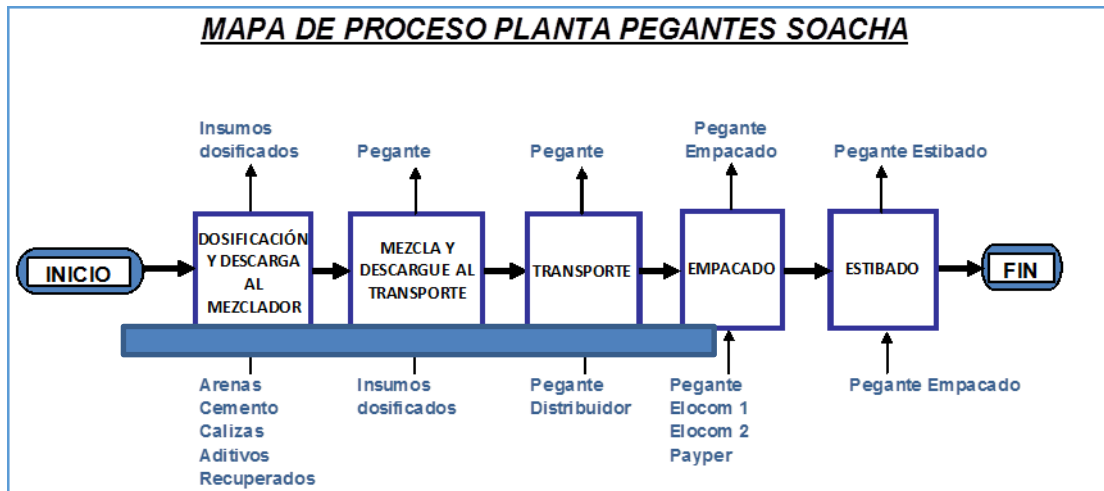 MAPA DE PROCESO PLANTA PEGANTES SOACHA
Insumos
dosificados
Pegante
Pegante
Pegante
Empacado
Pegante Estibado
INICIO
DOSIFICACIÓN
Y DESCARGA
AL
MEZCLADOR
MEZCLA Y
DESCARGUE AL
TRANSPORTE
TRANSPORTE
EMPACADO
ESTIBADO
FIN
Arenas
Cemento
Calizas
Aditivos
Recuperados
Insumos
dosificados
Pegante
Distribuidor
Pegante
Elocom 1
Elocom 2
Payper
Pegante Empacado